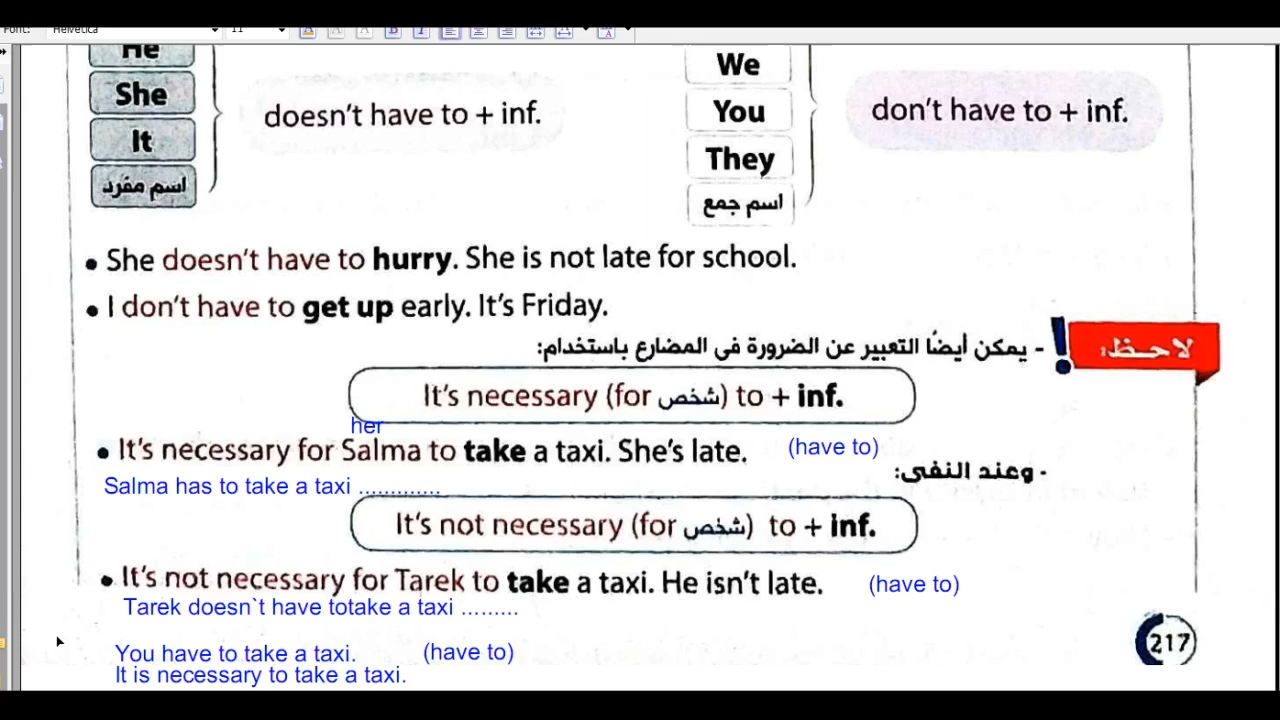 Font:
Helvetica
11
He
She
It
اسم مفرد
doesn't have to + inf.
We
You
They
اسم جمع
don't have to + inf.
• She doesn't have to hurry. She is not late for school.
• I don't have to get up early. It's Friday.
لاحـظ:
- يمكن أيضًا التعبير عن الضرورة فى المضارع باستخدام:
It's necessary (for شخص) to + inf.
her
• It's necessary for Salma to take a taxi. She's late. (have to)
Salma has to take a taxi .............
- وعند النفى:
It's not necessary (for شخص) to + inf.
• It's not necessary for Tarek to take a taxi. He isn't late. (have to)
Tarek doesn`t have totake a taxi .........
You have to take a taxi. (have to)
It is necessary to take a taxi.
217